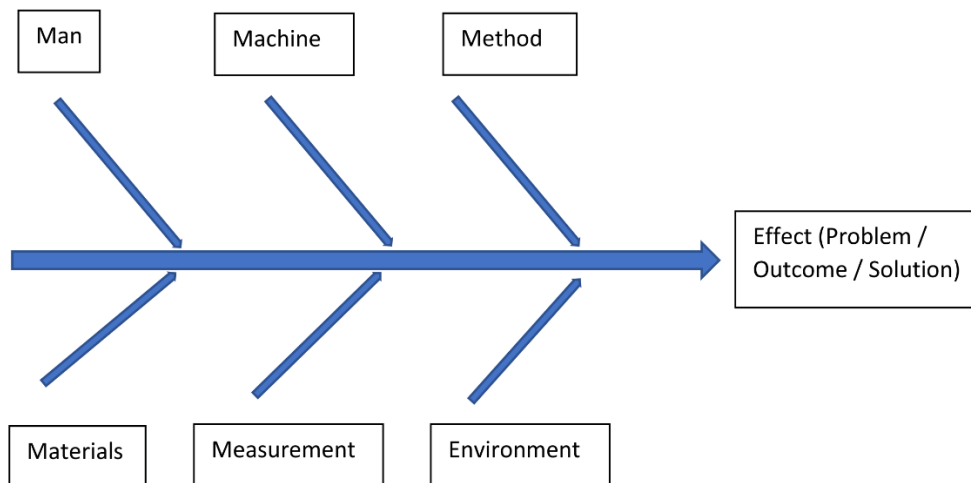 Man
Machine
Method
Effect (Problem /
Outcome / Solution)
Materials
Measurement
Environment